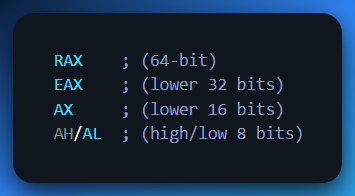 RAX ; (64-bit)
EAX ; (lower 32 bits)
AX ; (lower 16 bits)
AH/AL ; (high/low 8 bits)